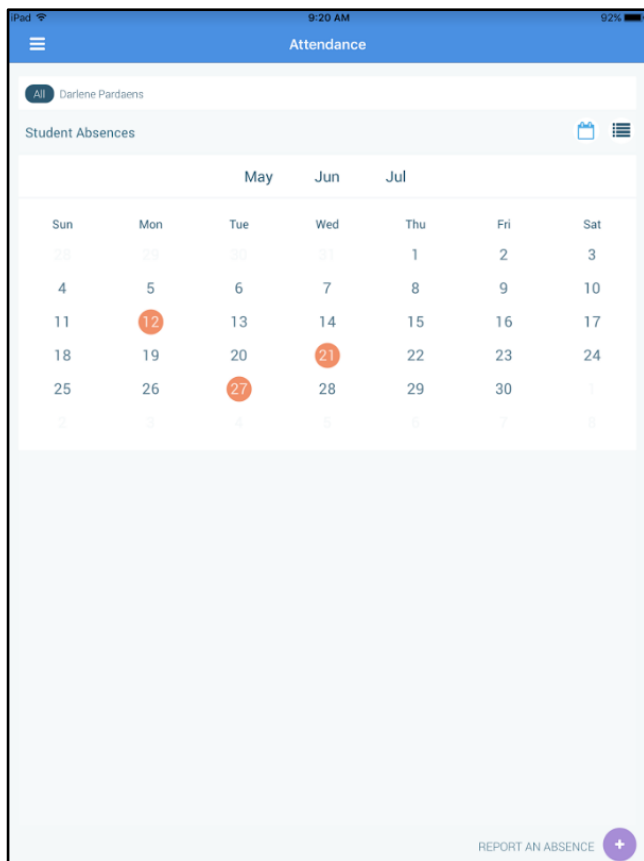 iPad 9:20 AM 92%
Attendance
All Darlene Pardaens
Student Absences
May Jun Jul
Sun Mon Tue Wed Thu Fri Sat
28 29 30 31 1 2 3
4 5 6 7 8 9 10
11 12 13 14 15 16 17
18 19 20 21 22 23 24
25 26 27 28 29 30 1
2 3 4 5 6 7 8
REPORT AN ABSENCE +